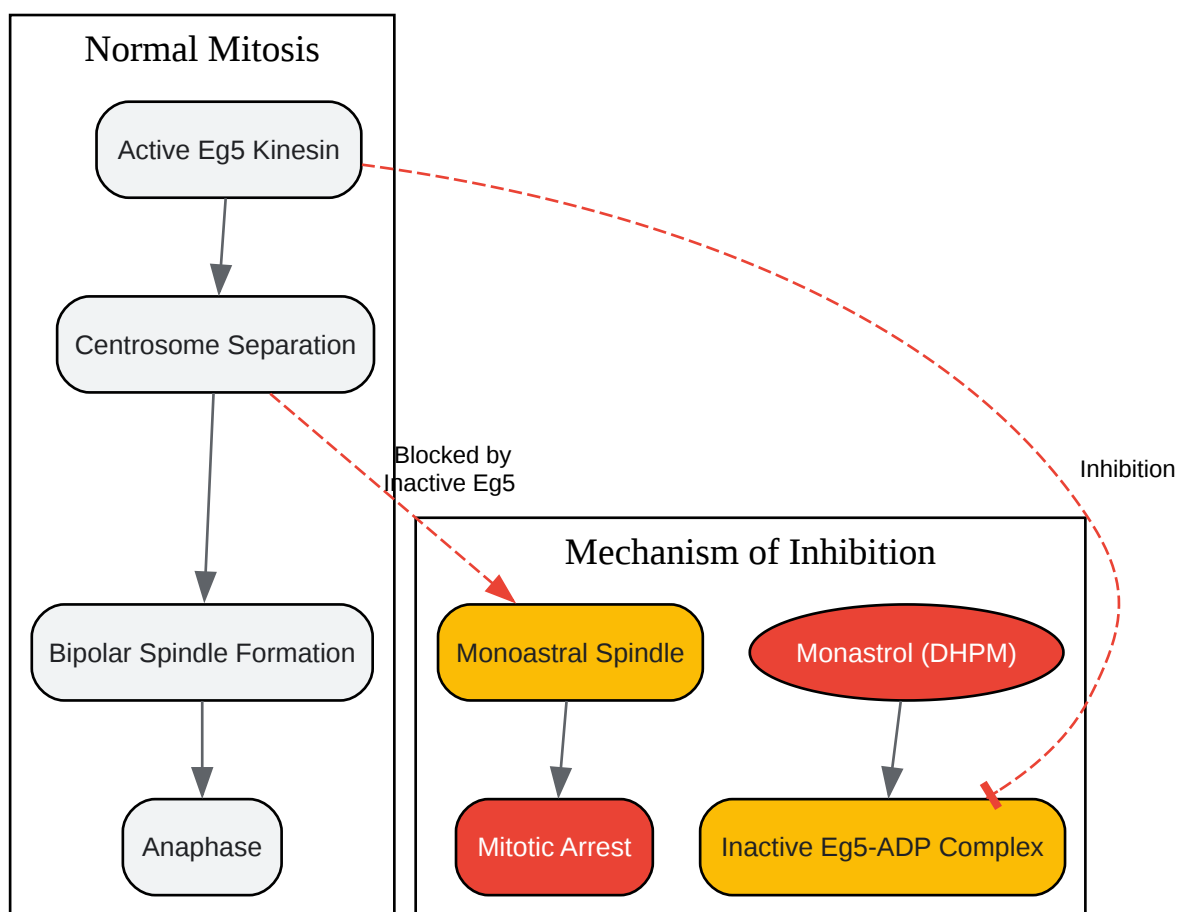 Normal Mitosis
Active Eg5 Kinesin
Centrosome Separation
Blocked by
Inactive Eg5
Inhibition
Mechanism of Inhibition
Bipolar Spindle Formation
Monoastral Spindle
Monastrol (DHPM)
Anaphase
Mitotic Arrest
Inactive Eg5-ADP Complex